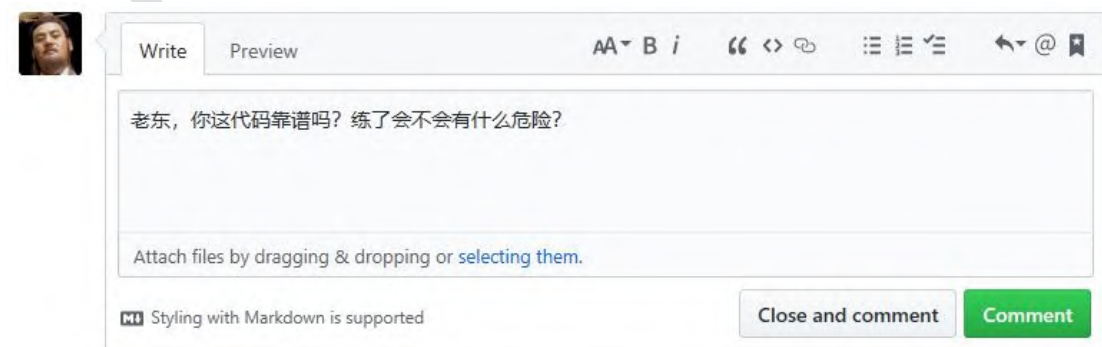 Write Preview AA B i “ <> @
老东,你这代码靠谱吗?练了会不会有什么危险?
Attach files by dragging & dropping or selecting them.
M↓ Styling with Markdown is supported Close and comment Comment